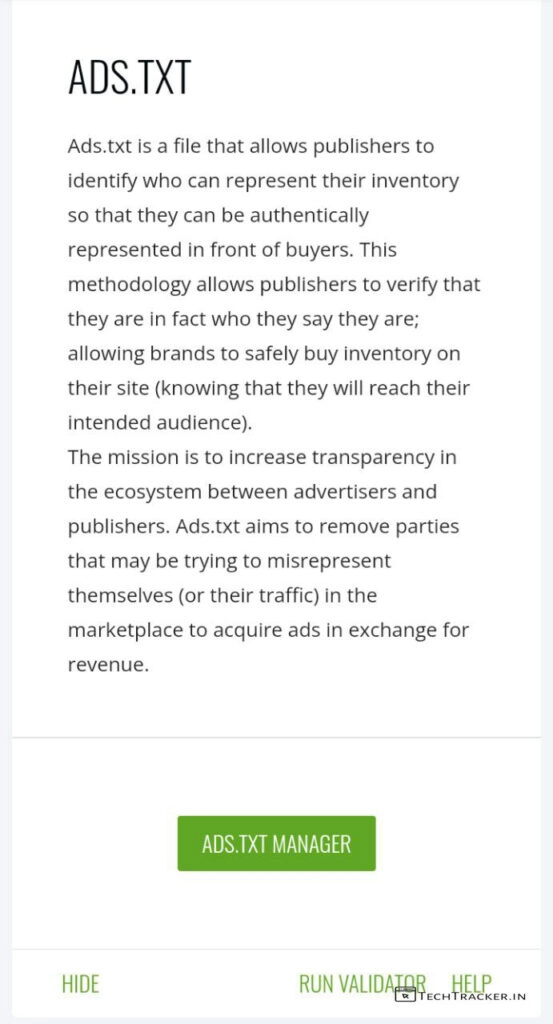 ADS.TXT
Ads.txt is a file that allows publishers to
identify who can represent their inventory
so that they can be authentically
represented in front of buyers. This
methodology allows publishers to verify that
they are in fact who they say they are;
allowing brands to safely buy inventory on
their site (knowing that they will reach their
intended audience).
The mission is to increase transparency in
the ecosystem between advertisers and
publishers. Ads.txt aims to remove parties
that may be trying to misrepresent
themselves (or their traffic) in the
marketplace to acquire ads in exchange for
revenue.
ADS.TXT MANAGER
HIDE RUN VALIDATOR HELP
TECHTRACKER.IN